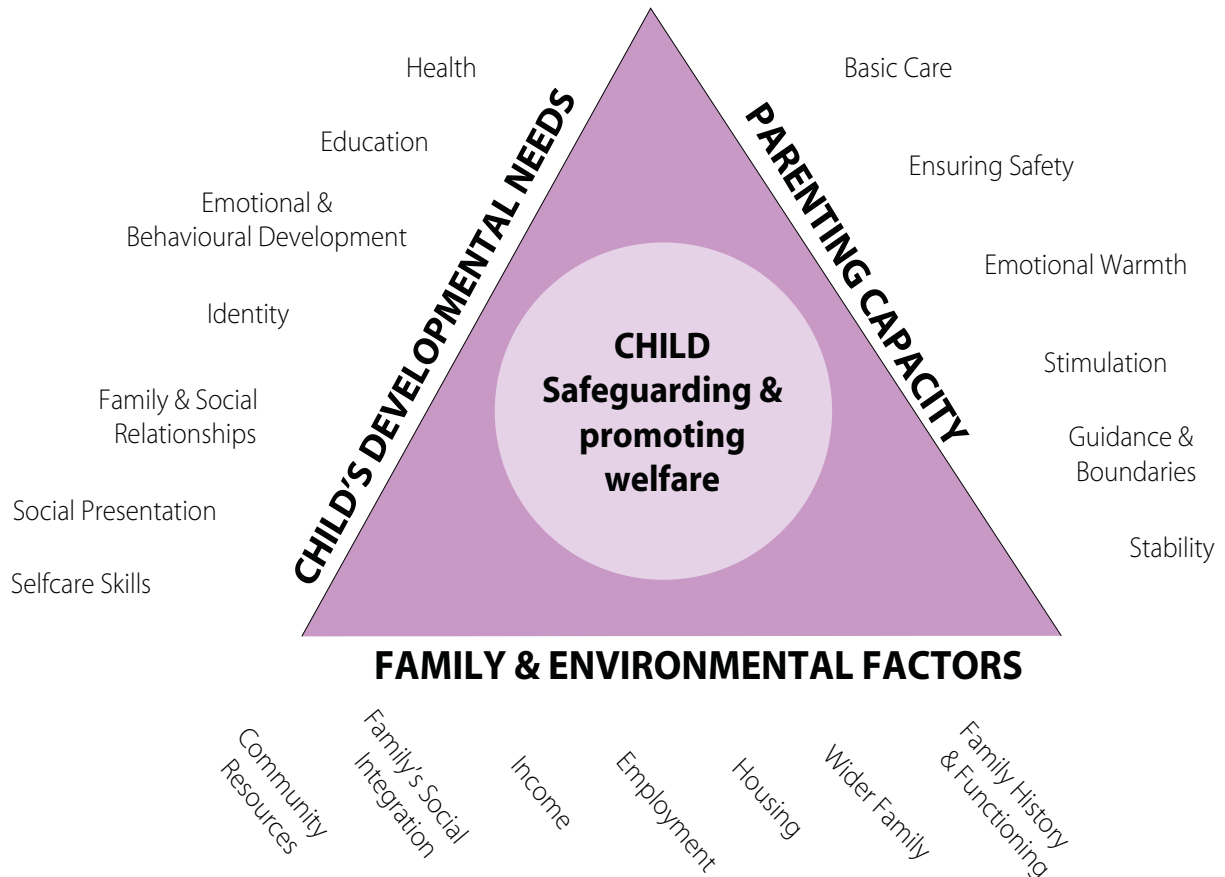 Health
Education
Emotional &
Behavioural Development
Identity
Family & Social
Relationships
Social Presentation
Selfcare Skills
CHILD'S DEVELOPMENTAL NEEDS
CHILD
Safeguarding &
promoting
welfare
PARENTING CAPACITY
Basic Care
Ensuring Safety
Emotional Warmth
Stimulation
Guidance &
Boundaries
Stability
FAMILY & ENVIRONMENTAL FACTORS
Community
Resources
Family's Social
Integration
Income
Employment
Housing
Wider Family
Family History
& Functioning